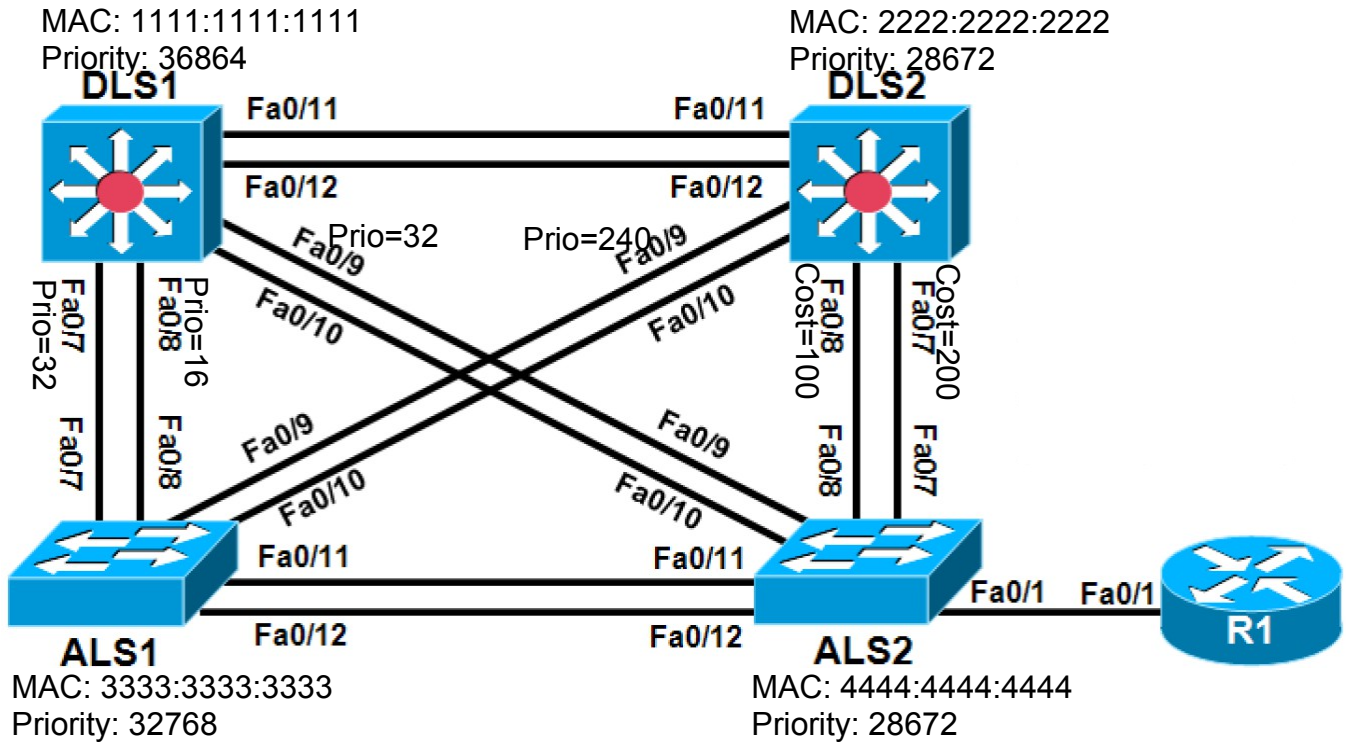 MAC: 1111:1111:1111
Priority: 36864
DLS1
MAC: 2222:2222:2222
Priority: 28672
DLS2
Fa0/11
Fa0/11
Fa0/12
Fa0/12
Prio=32
Fa0/9
Fa0/10
Prio=240
Fa0/9
Fa0/10
Prio=32
Fa0/7
Fa0/8
Prio=16
Cost=100
Fa0/8
Fa0/7
Cost=200
Fa0/7
Fa0/8
Fa0/9
Fa0/10
Fa0/9
Fa0/10
Fa0/8
Fa0/7
Fa0/11
Fa0/11
Fa0/12
Fa0/12
Fa0/1
Fa0/1
R1
ALS1
MAC: 3333:3333:3333
Priority: 32768
ALS2
MAC: 4444:4444:4444
Priority: 28672